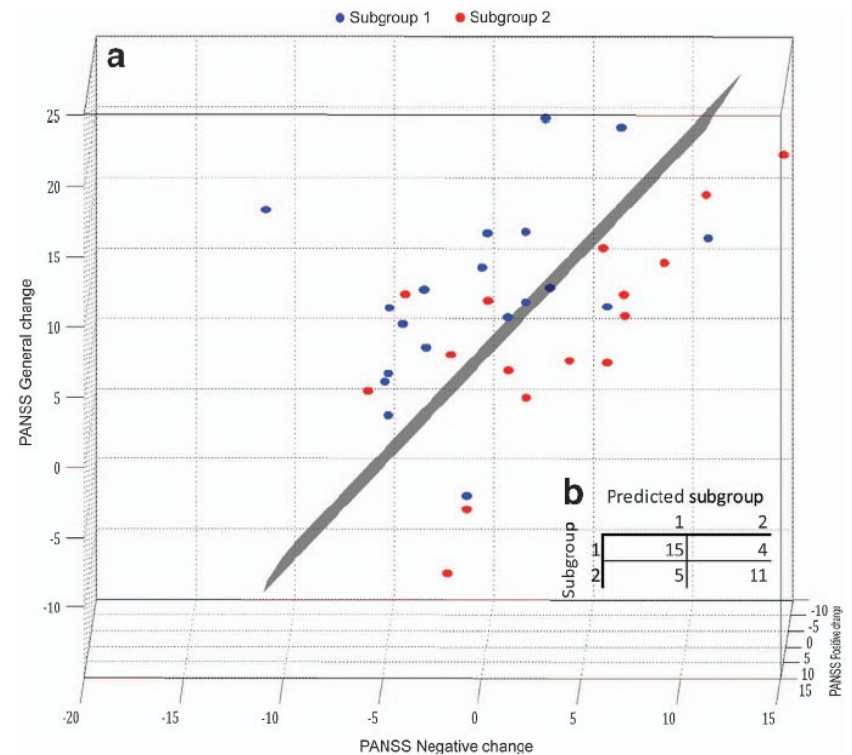 Subgroup 1 Subgroup 2
a
25
20
15
10
5
0
-5
-10
PANSS General change
b Predicted subgroup
1 2
Subgroup
1 15 4
2 5 11
-10
-5
0
5
10
15
PANSS Positive change
-20 -15 -10 -5 0 5 10 15
PANSS Negative change